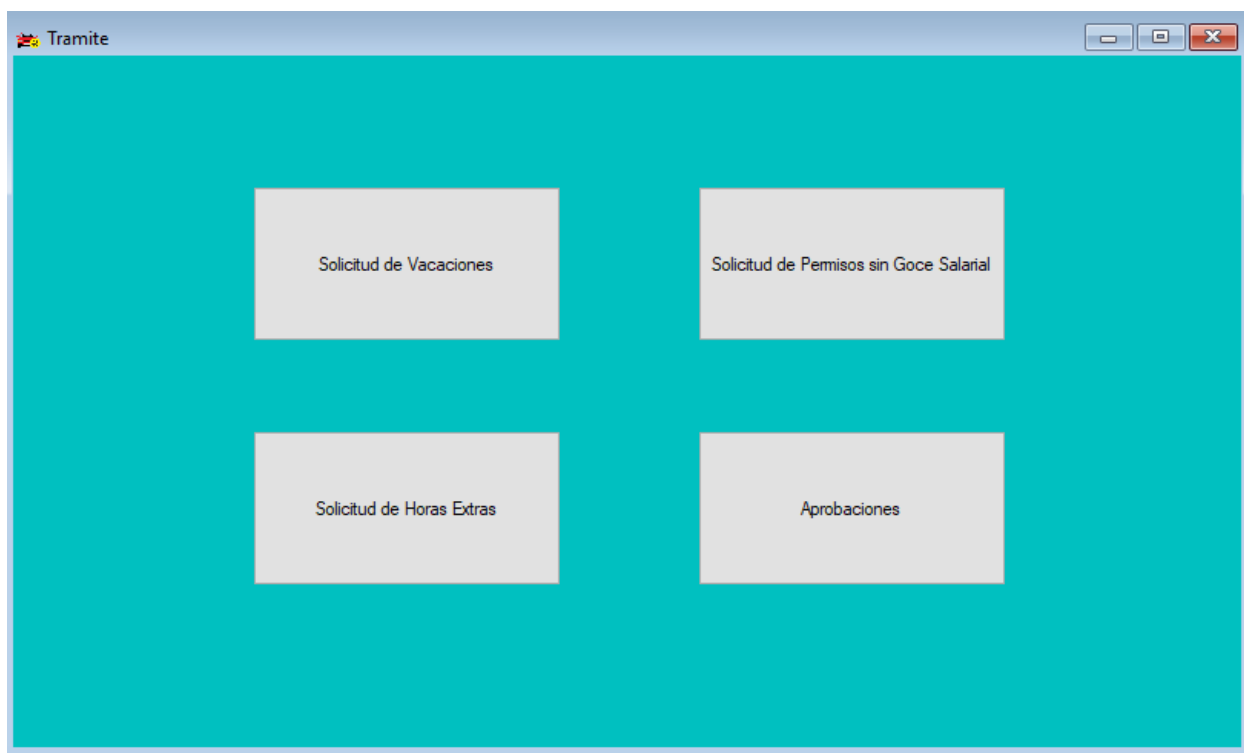 Tramite
Solicitud de Vacaciones
Solicitud de Permisos sin Goce Salarial
Solicitud de Horas Extras
Aprobaciones